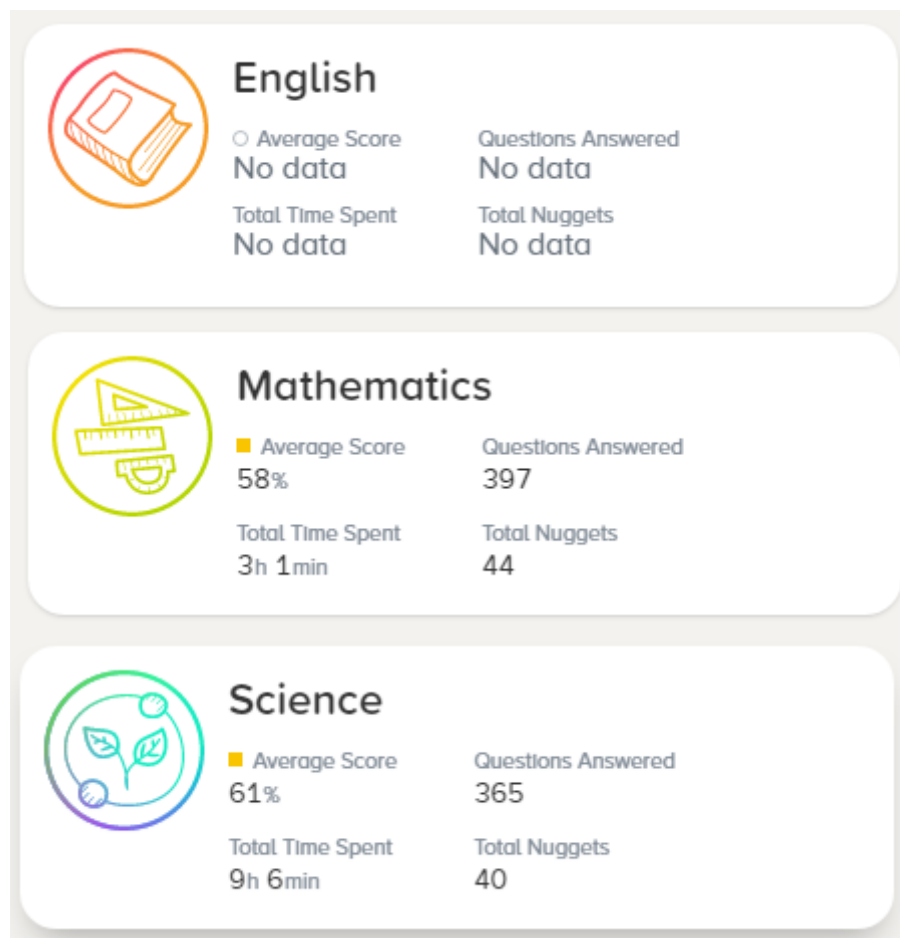 English
Average Score Questions Answered
No data No data
Total Time Spent Total Nuggets
No data No data
Mathematics
Average Score Questions Answered
58% 397
Total Time Spent Total Nuggets
3h 1min 44
Science
Average Score Questions Answered
61% 365
Total Time Spent Total Nuggets
9h 6min 40